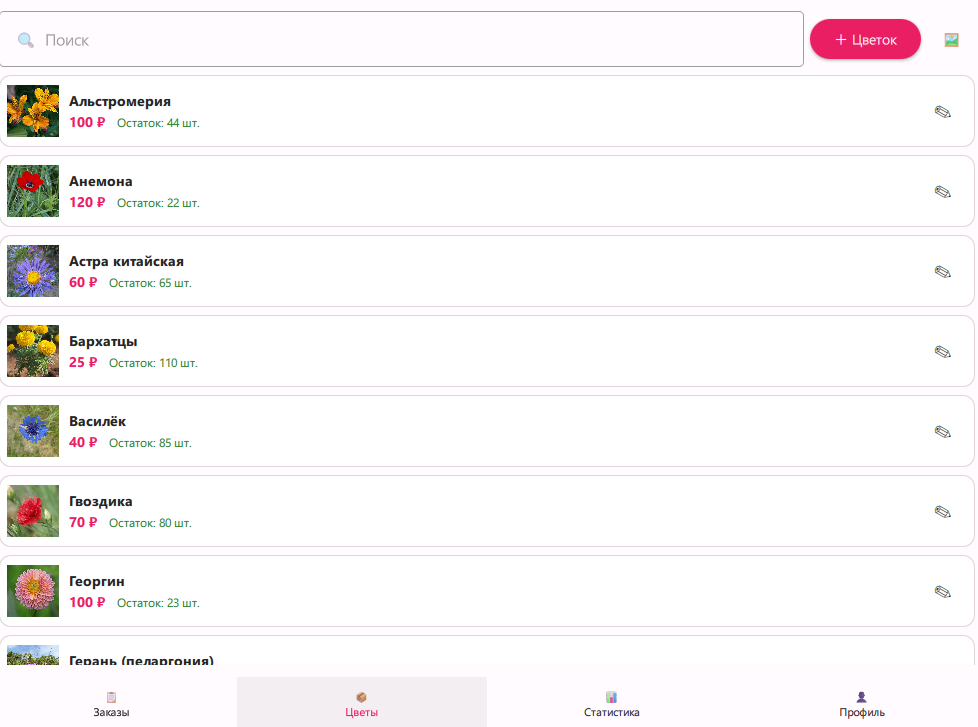 Поиск
+ Цветок
Альстромерия
100 ₽ Остаток: 44 шт.
Анемона
120 ₽ Остаток: 22 шт.
Астра китайская
60 ₽ Остаток: 65 шт.
Бархатцы
25 ₽ Остаток: 110 шт.
Василёк
40 ₽ Остаток: 85 шт.
Гвоздика
70 ₽ Остаток: 80 шт.
Георгин
100 ₽ Остаток: 23 шт.
Герань (пеларгония)
Заказы
Цветы
Статистика
Профиль